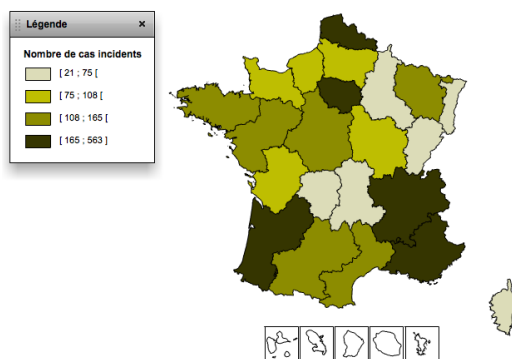 Légende ×
Nombre de cas incidents
[ 21 ; 75 [
[ 75 ; 108 [
[ 108 ; 165 [
[ 165 ; 563 ]